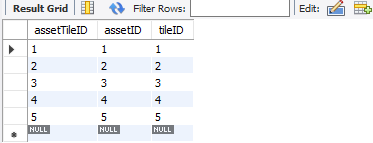 Result Grid Filter Rows: Edit:
assetTileID assetID tileID
1 1 1
2 2 2
3 3 3
4 4 4
5 5 5
NULL NULL NULL